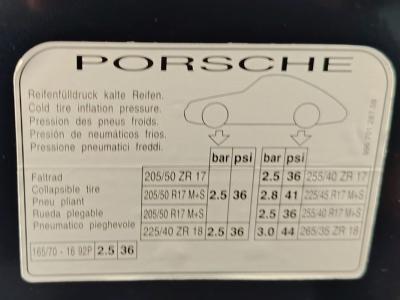 PORSCHE
Reifenfülldruck kalte Reifen.
Cold tire inflation pressure.
Pression des pneus froids.
Presión de neumáticos frios.
Pressione pneumatici freddi.
bar psi bar psi
Faltrad 205/50 ZR 17 2.5 36 255/40 ZR 17
Collapsible tire 205/50 R17 M+S 2.5 36 2.8 41 225/45 R17 M+S
Pneu pliant
Rueda plegable 205/50 R17 M+S 2.5 36 255/40 R17 M+S
Pneumatico pieghevole 225/40 ZR 18 2.5 36 3.0 44 265/35 ZR 18
165/70 - 16 92P 2.5 36